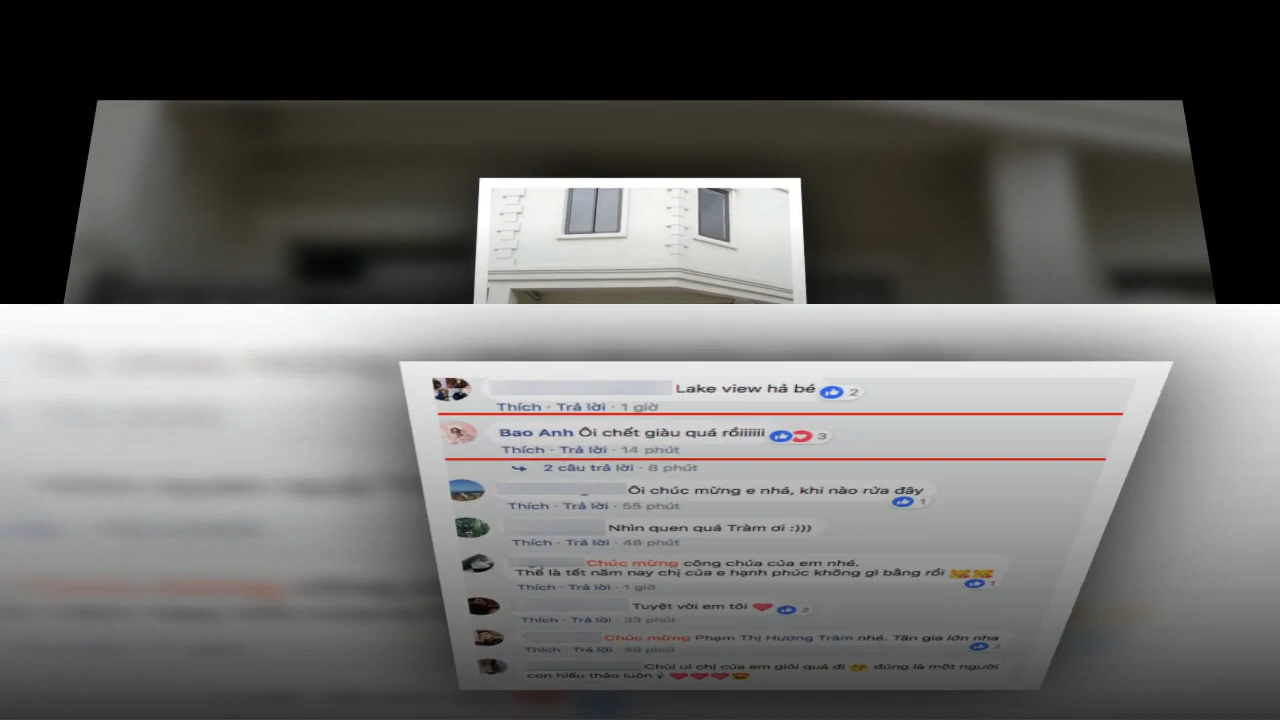 Lake view hả bé 2
Thích · Trả lời · 1 giờ
Bao Anh Ôi chết giàu quá rồiiiiiii 3
Thích · Trả lời · 14 phút
2 câu trả lời · 8 phút
Ôi chúc mừng e nhá, khi nào rửa đây
Thích · Trả lời · 55 phút 1
Nhìn quen quá Tràm ơi :)))
Thích · Trả lời · 48 phút
Chúc mừng công chúa của em nhé.
Thế là tết năm nay chị của e hạnh phúc không gì bằng rồi
Thích · Trả lời · 1 giờ 1
Tuyệt vời em tôi 2
Thích · Trả lời · 33 phút
Chúc mừng Phạm Thị Hương Tràm nhé. Tân gia lớn nha
Thích · Trả lời · 59 phút 2
Chùi ui chị của em giỏi quá đi đúng là một người
con hiếu thảo luôn ý